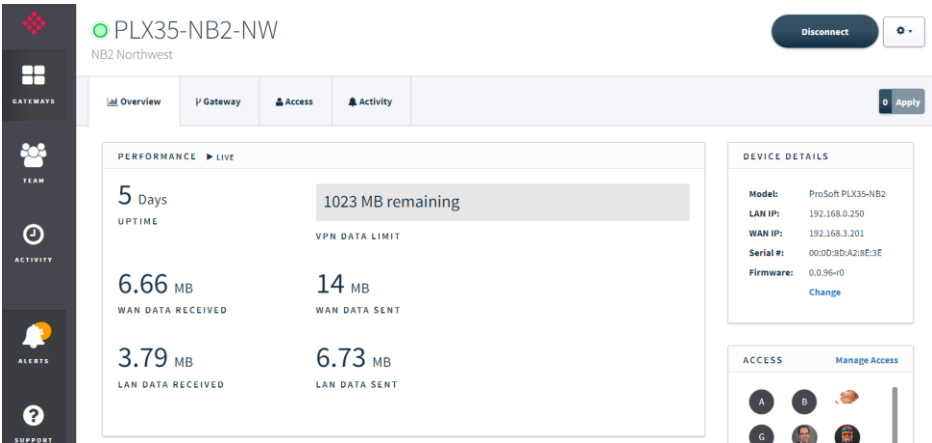 PLX35-NB2-NW
NB2 Northwest
Disconnect
GATEWAYS
Overview
Gateway
Access
Activity
0 Apply
TEAM
ACTIVITY
ALERTS
SUPPORT
PERFORMANCE LIVE
5 Days
UPTIME
1023 MB remaining
VPN DATA LIMIT
6.66 MB
WAN DATA RECEIVED
14 MB
WAN DATA SENT
3.79 MB
LAN DATA RECEIVED
6.73 MB
LAN DATA SENT
DEVICE DETAILS
Model: ProSoft PLX35-NB2
LAN IP: 192.168.0.250
WAN IP: 192.168.3.201
Serial #: 00:0D:8D:A2:8E:3E
Firmware: 0.0.96-r0
Change
ACCESS Manage Access
A B
G